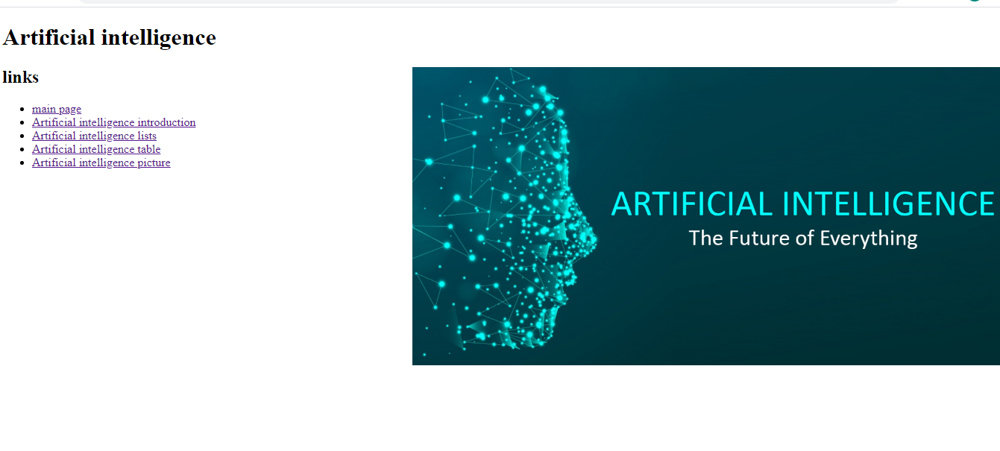 Artificial intelligence
links
main page
Artificial intelligence introduction
Artificial intelligence lists
Artificial intelligence table
Artificial intelligence picture
ARTIFICIAL INTELLIGENCE
The Future of Everything